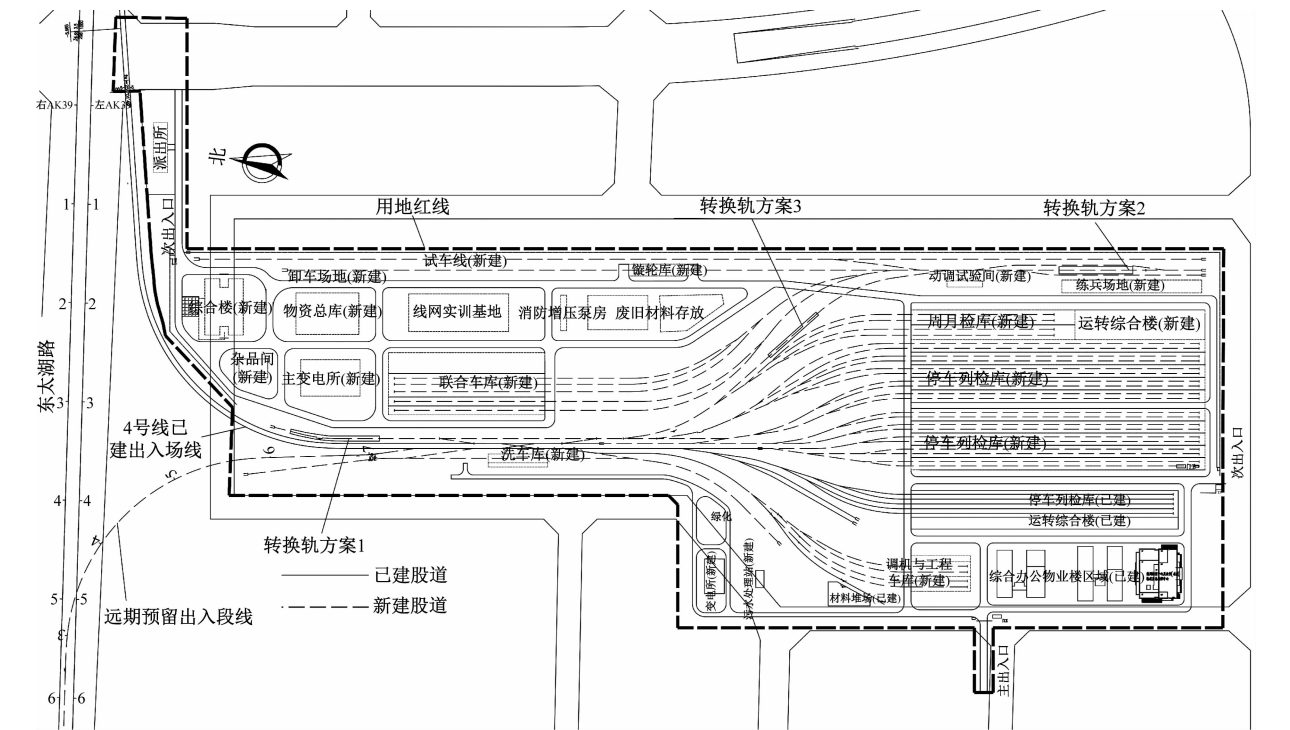 右AK39
左AK39
派出所
北
1
1
次出入口
用地红线
转换轨方案3
转换轨方案2
试车线(新建)
卸车场地(新建)
镟轮库(新建)
动调试验间(新建)
练兵场地(新建)
2
2
综合楼(新建)
物资总库(新建)
线网实训基地
消防增压泵房
废旧材料存放
周月检库(新建)
运转综合楼(新建)
东太湖路
杂品间
(新建)
主变电所(新建)
联合车库(新建)
停车列检库(新建)
3
3
4号线已
建出入场线
6
洗车库(新建)
停车列检库(新建)
次出入口
5
4
4
4
停车列检库(已建)
运转综合楼(已建)
绿化
转换轨方案1
已建股道
新建股道
远期预留出入段线
变电所(新建)
污水处理站(新建)
调机与工程
车库(新建)
材料堆场(已建)
综合办公物业楼区域(已建)
5
5
3
主出入口
6
6